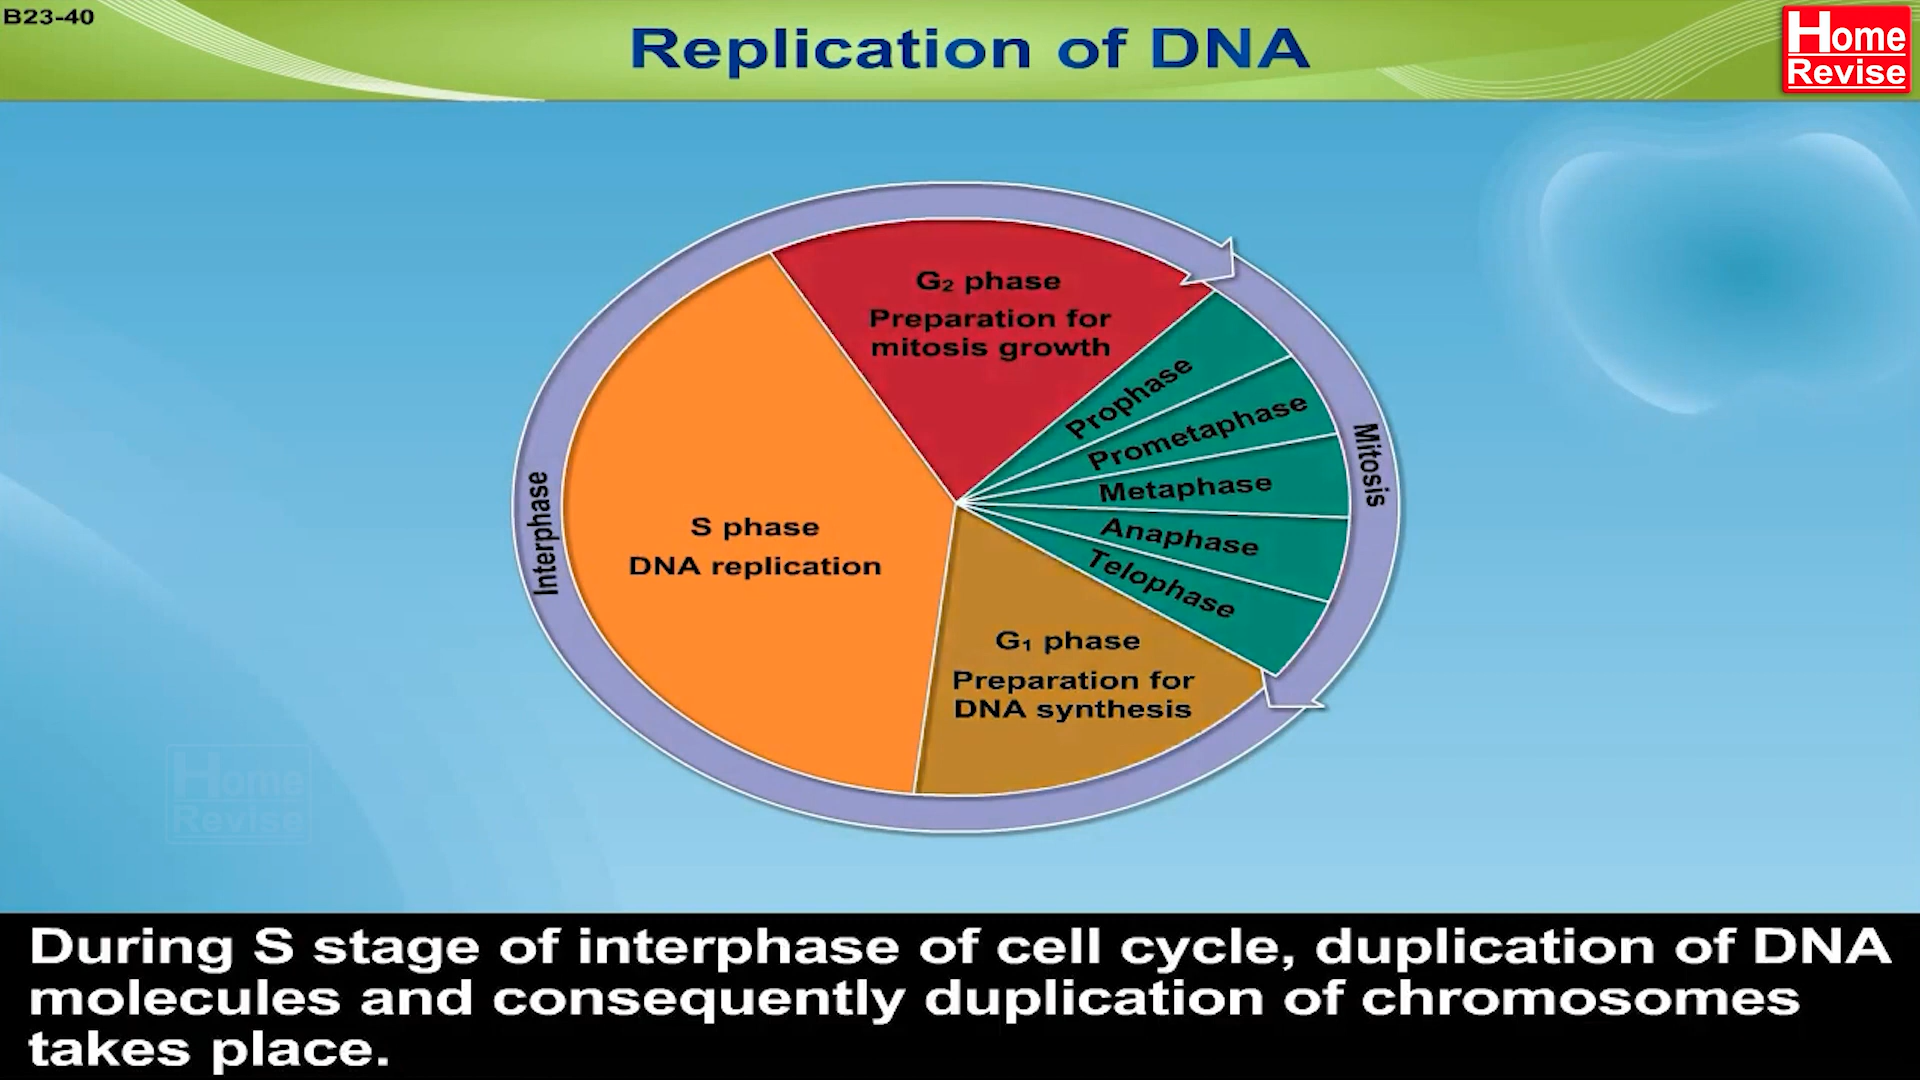 B23-40
Replication of DNA
Home
Revise
G₂ phase
Preparation for
mitosis growth
Prophase
Prometaphase
Metaphase
Anaphase
Telophase
Mitosis
Interphase
S phase
DNA replication
G₁ phase
Preparation for
DNA synthesis
Home
Revise
During S stage of interphase of cell cycle, duplication of DNA
molecules and consequently duplication of chromosomes
takes place.